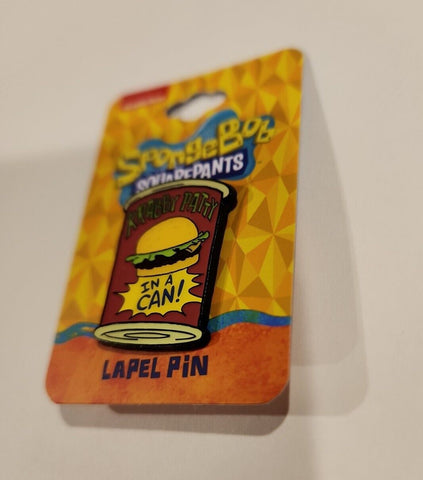 SpongeBob
SQUAREPANTS
KRABBY PATTY
IN A
CAN!
LAPEL PIN